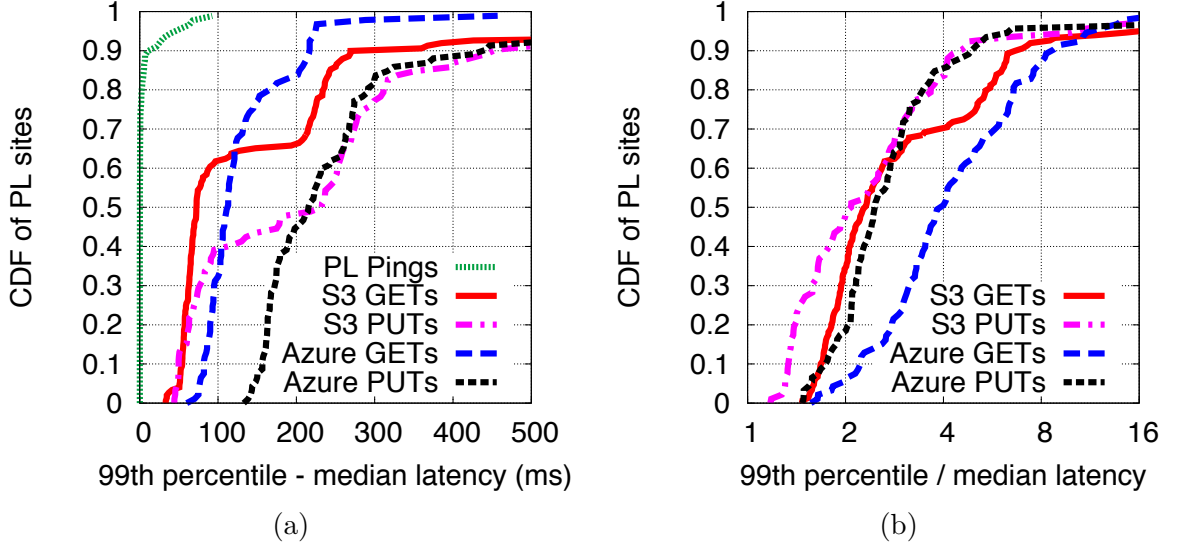 CDF of PL sites
1
0.9
0.8
0.7
0.6
0.5
0.4
0.3
0.2
0.1
0
PL Pings
S3 GETs
S3 PUTs
Azure GETs
Azure PUTs
0 100 200 300 400 500
99th percentile - median latency (ms)
(a)
CDF of PL sites
1
0.9
0.8
0.7
0.6
0.5
0.4
0.3
0.2
0.1
0
S3 GETs
S3 PUTs
Azure GETs
Azure PUTs
1 2 4 8 16
99th percentile / median latency
(b)